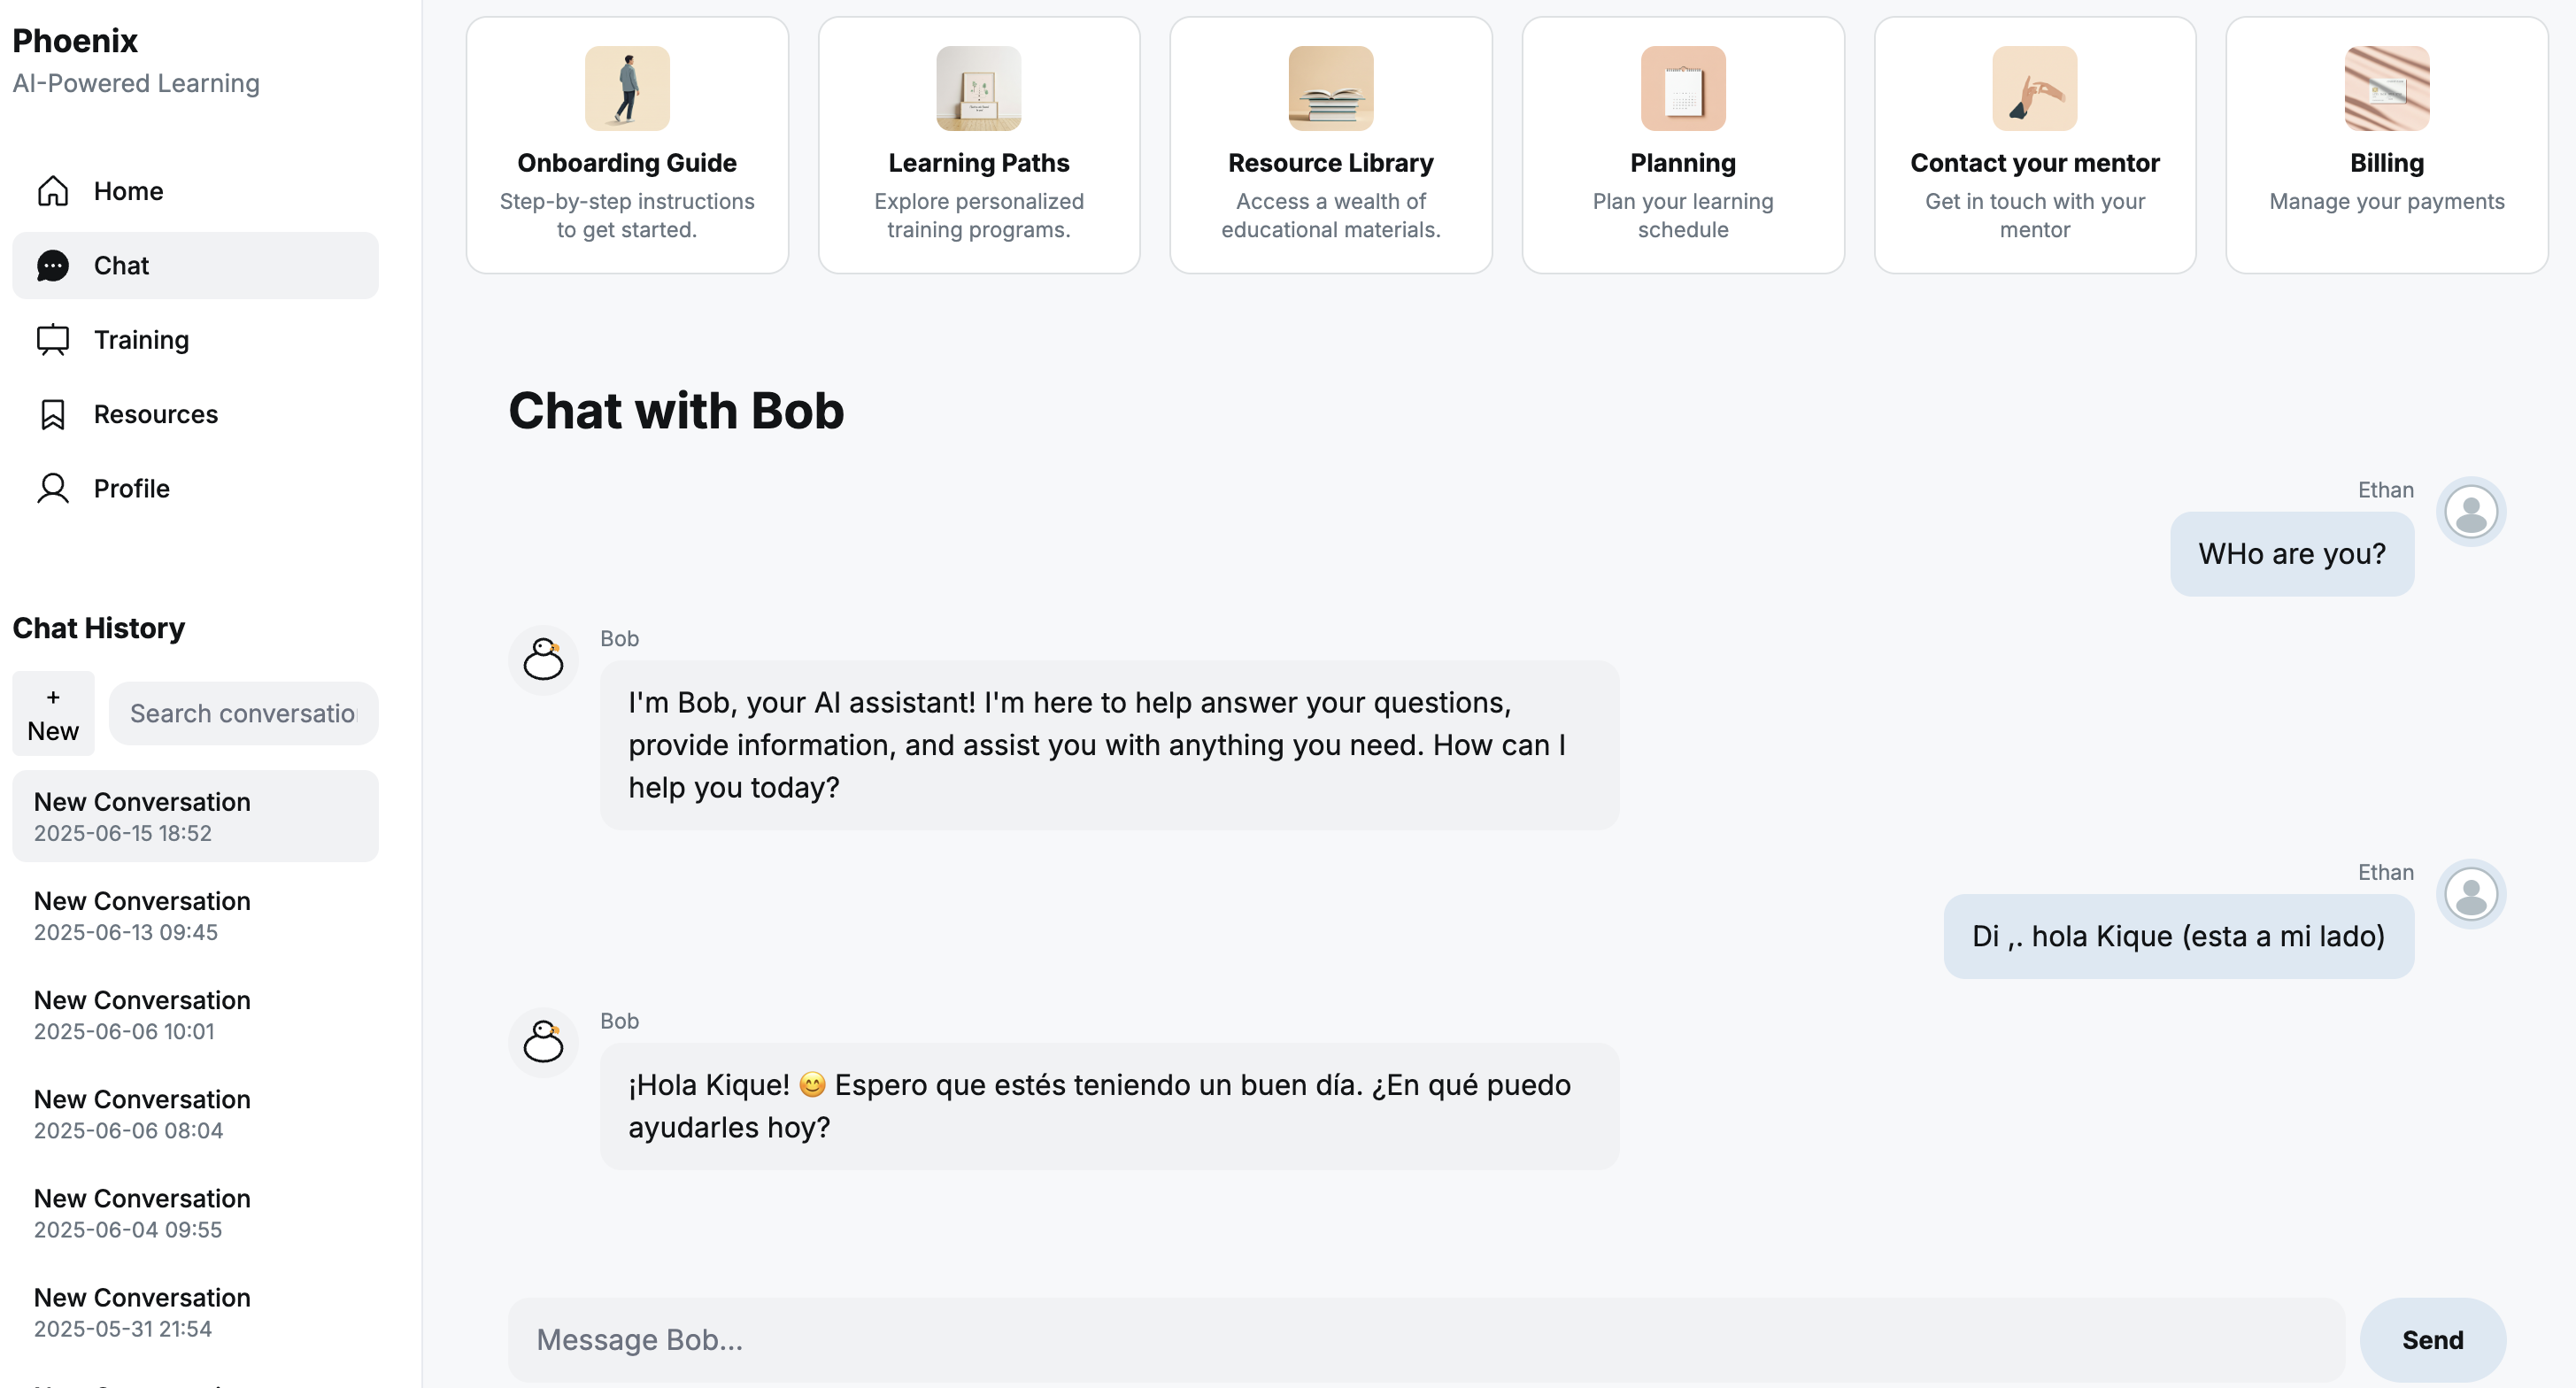 Phoenix
AI-Powered Learning
Home
Chat
Training
Resources
Profile
Chat History
+
New
Search conversatio
New Conversation
2025-06-15 18:52
New Conversation
2025-06-13 09:45
New Conversation
2025-06-06 10:01
New Conversation
2025-06-06 08:04
New Conversation
2025-06-04 09:55
New Conversation
2025-05-31 21:54
Onboarding Guide
Step-by-step instructions
to get started.
Learning Paths
Explore personalized
training programs.
Resource Library
Access a wealth of
educational materials.
Planning
Plan your learning
schedule
Contact your mentor
Get in touch with your
mentor
Billing
Manage your payments
Chat with Bob
Ethan
WHo are you?
Bob
I'm Bob, your AI assistant! I'm here to help answer your questions,
provide information, and assist you with anything you need. How can I
help you today?
Ethan
Di ,. hola Kique (esta a mi lado)
Bob
¡Hola Kique! 😊 Espero que estés teniendo un buen día. ¿En qué puedo
ayudarles hoy?
Message Bob...
Send